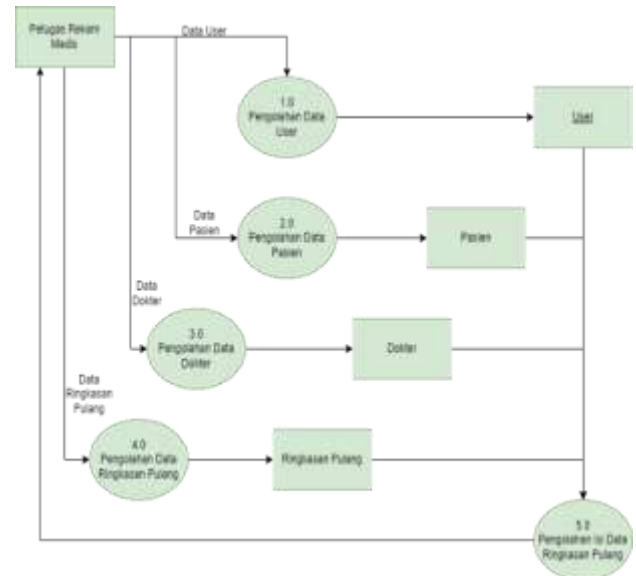 Petugas Rekam
Medis
Data User
1.0
Pengolahan Data
User
User
Data
Pasien
2.0
Pengolahan Data
Pasien
Pasien
Data
Dokter
3.0
Pengolahan Data
Dokter
Dokter
Data
Ringkasan
Pulang
4.0
Pengolahan Data
Ringkasan Pulang
Ringkasan Pulang
5.0
Pengolahan Isi Data
Ringkasan Pulang